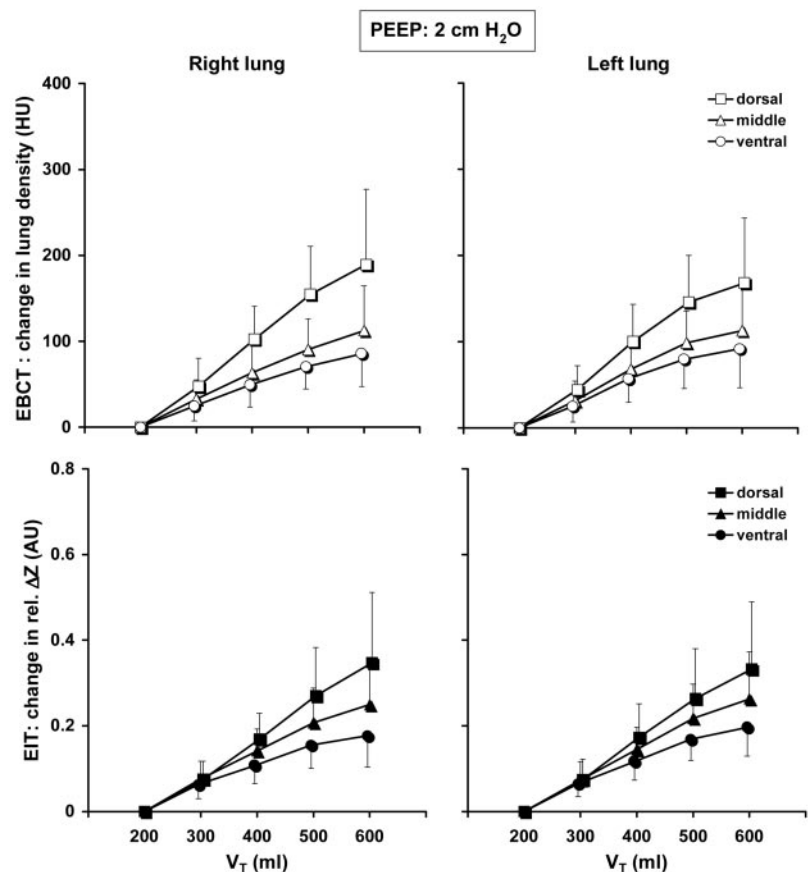 PEEP: 2 cm H₂O
Right lung
Left lung
EBCT : change in lung density (HU)
400
300
200
100
0
dorsal
middle
ventral
EIT: change in rel. ΔZ (AU)
0.8
0.6
0.4
0.2
0
dorsal
middle
ventral
200 300 400 500 600
200 300 400 500 600
V_T (ml)
V_T (ml)